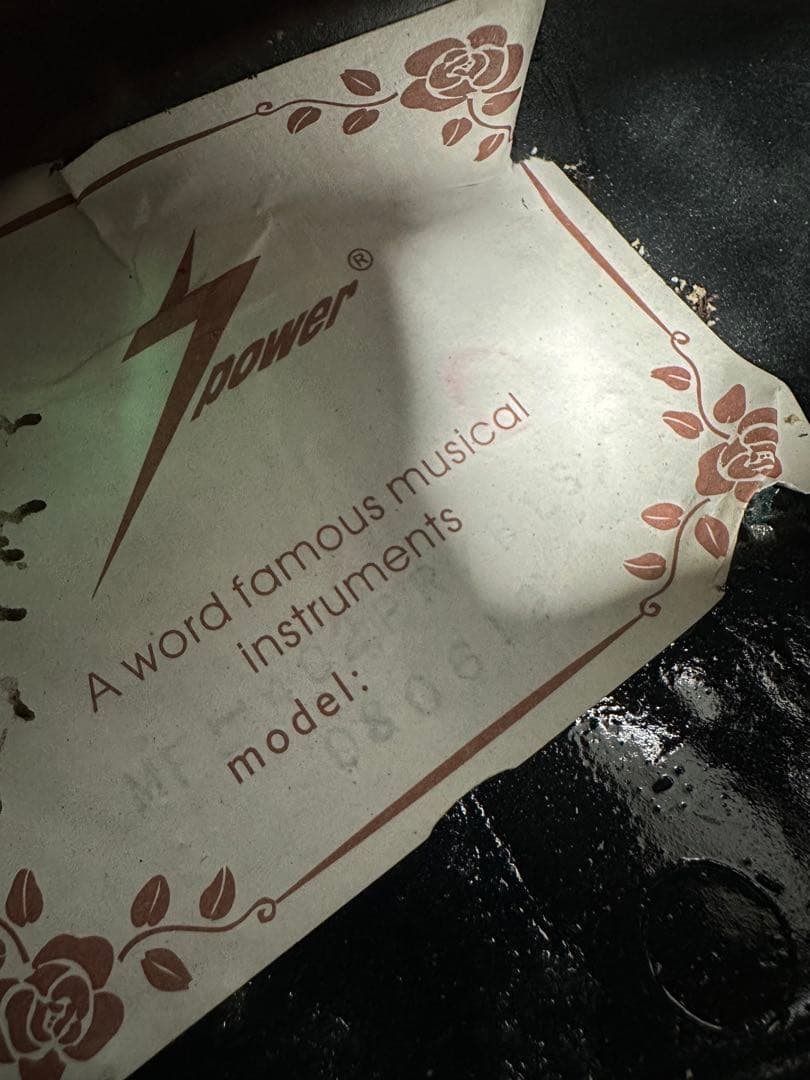 power®
A word famous musical
instruments
model: